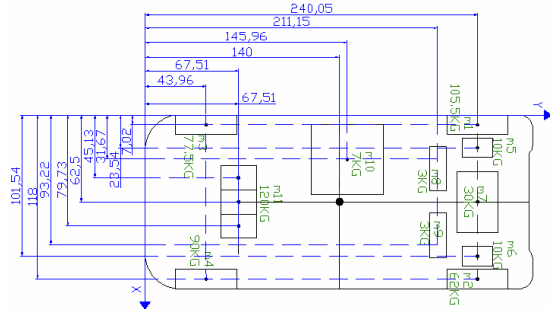 240,05
211,15
145,96
140
67,51
43,96
67,51
101,54
118
93,22
79,73
62,5
45,13
31,67
23,54
7,02
Y
X
m1
105,5KG
m3
77,5KG
m5
10KG
m10
7KG
m8
3KG
m7
30KG
m11
120KG
m9
3KG
m6
10KG
m4
90KG
m2
62KG